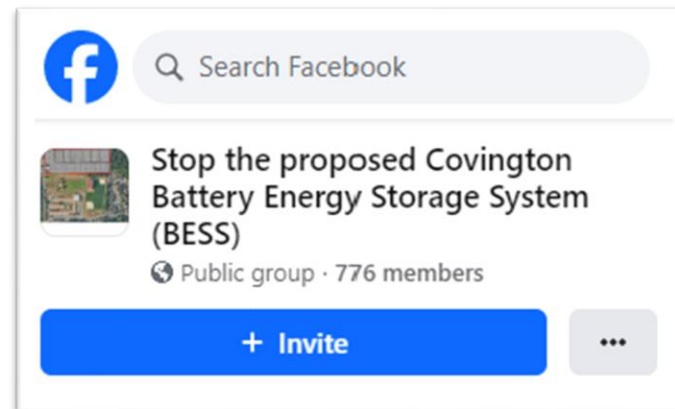 Search Facebook
Stop the proposed Covington
Battery Energy Storage System
(BESS)
Public group · 776 members
+ Invite